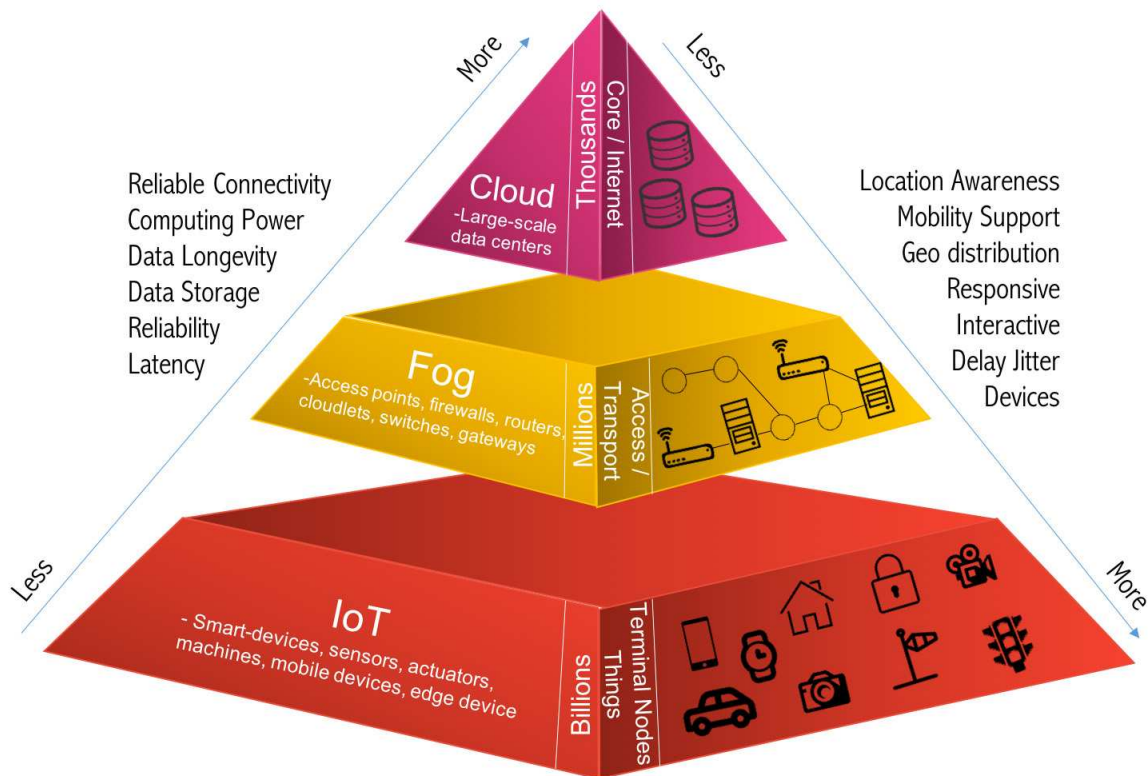 More
Less
Reliable Connectivity
Computing Power
Data Longevity
Data Storage
Reliability
Latency
Less
Cloud
-Large-scale
data centers
Thousands
Core / Internet
Location Awareness
Mobility Support
Geo distribution
Responsive
Interactive
Delay Jitter
Devices
More
Fog
-Access points, firewalls, routers,
cloudlets, switches, gateways
Millions
Access /
Transport
IoT
- Smart-devices, sensors, actuators,
machines, mobile devices, edge device
Billions
Terminal Nodes
Things